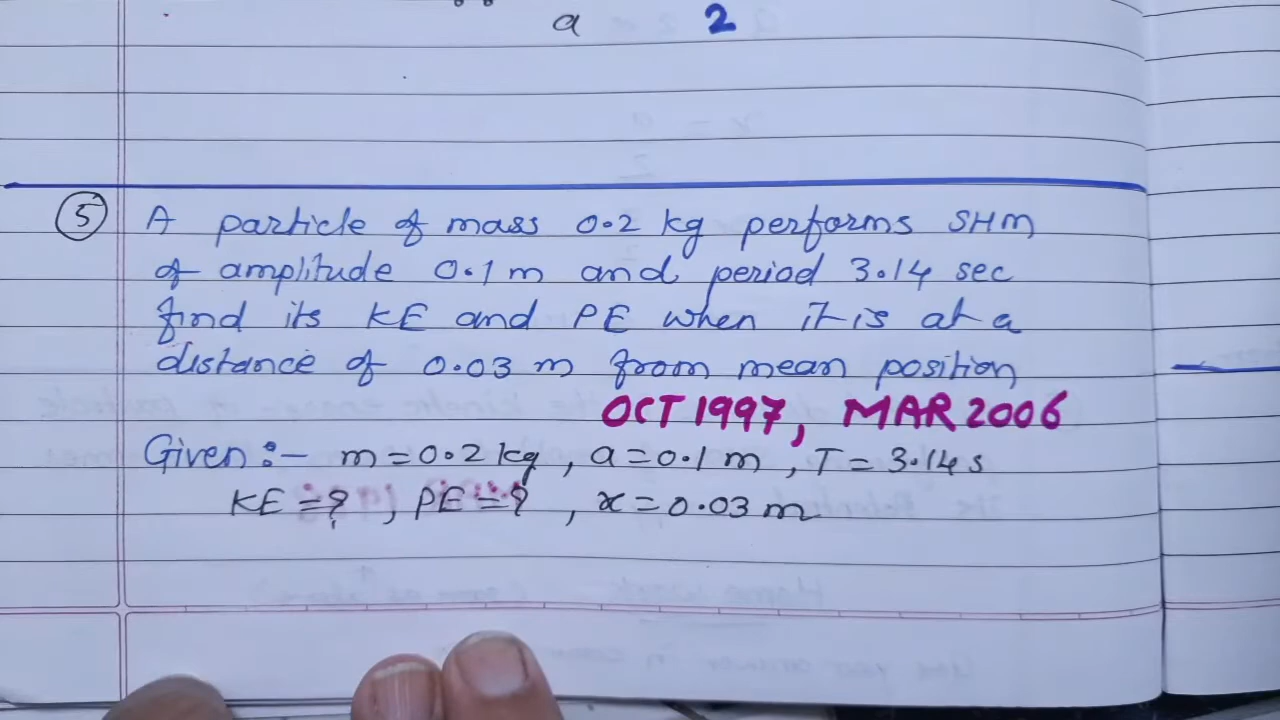 a 2
5 A particle of mass 0.2 kg performs SHM
of amplitude 0.1 m and period 3.14 sec
find its KE and PE when it is at a
distance of 0.03 m from mean position
OCT 1997, MAR 2006
Given :- m = 0.2 kg, a = 0.1 m, T = 3.14 s
KE = ?, PE = ?, x = 0.03 m